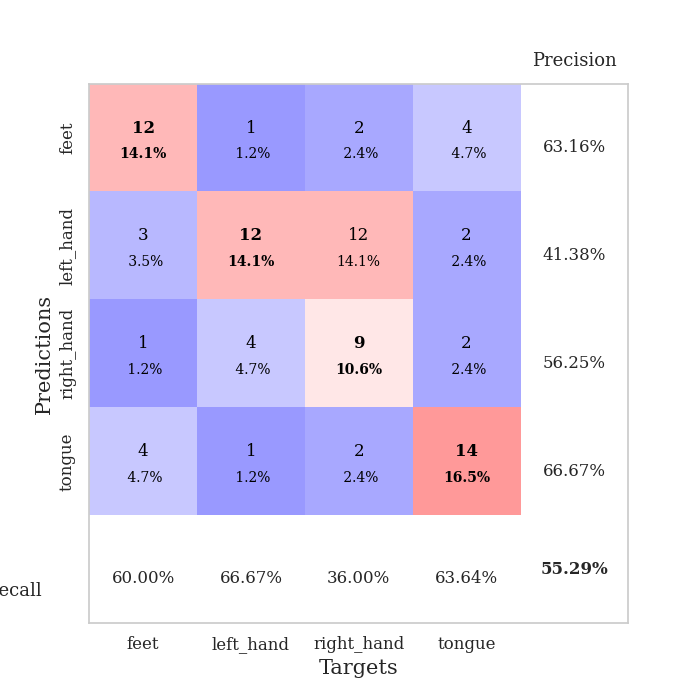 Precision
feet
12 1 2 4
14.1% 1.2% 2.4% 4.7%
63.16%
left_hand
3 12 12 2
3.5% 14.1% 14.1% 2.4%
41.38%
right_hand
1 4 9 2
1.2% 4.7% 10.6% 2.4%
56.25%
tongue
4 1 2 14
4.7% 1.2% 2.4% 16.5%
66.67%
Predictions
ecall
60.00% 66.67% 36.00% 63.64% 55.29%
feet left_hand right_hand tongue
Targets